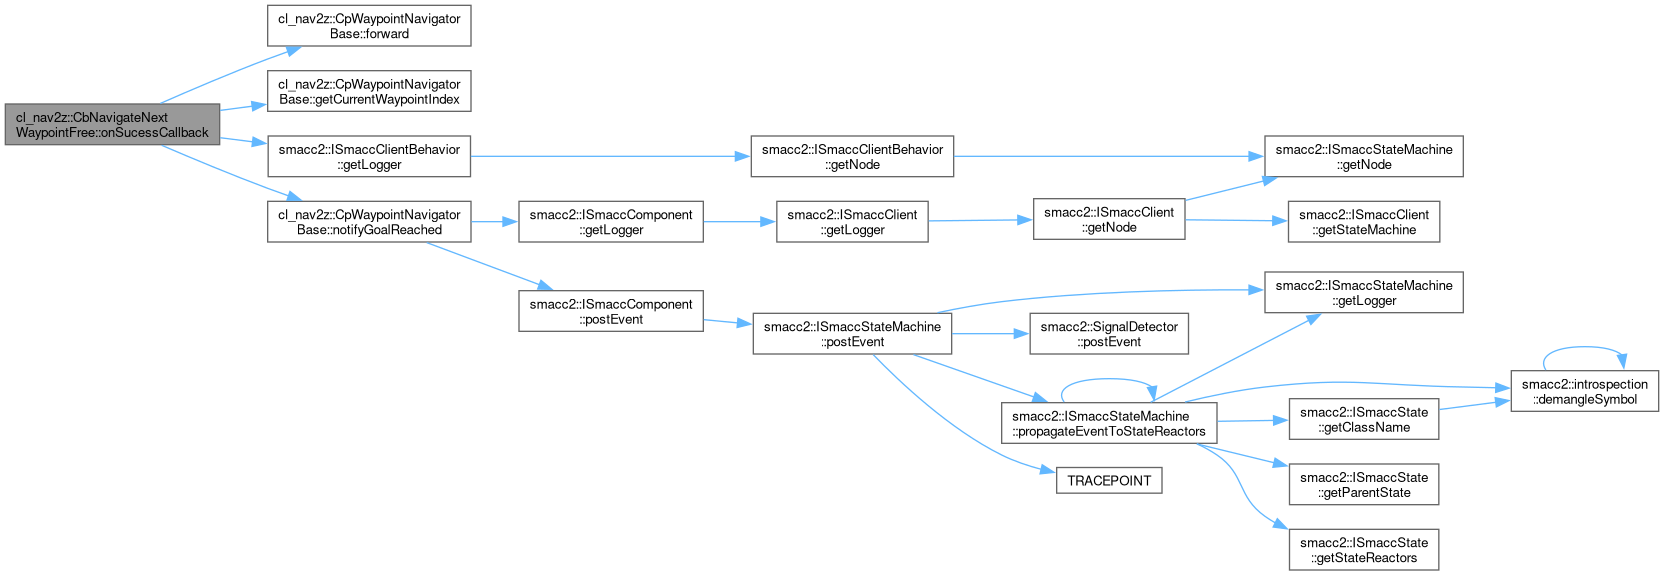 cl_nav2z::CpWaypointNavigator
Base::forward
cl_nav2z::CpWaypointNavigator
Base::getCurrentWaypointIndex
cl_nav2z::CbNavigateNext
WaypointFree::onSucessCallback
smacc2::ISmaccClientBehavior
::getLogger
smacc2::ISmaccClientBehavior
::getNode
smacc2::ISmaccStateMachine
::getNode
cl_nav2z::CpWaypointNavigator
Base::notifyGoalReached
smacc2::ISmaccComponent
::getLogger
smacc2::ISmaccClient
::getLogger
smacc2::ISmaccClient
::getNode
smacc2::ISmaccClient
::getStateMachine
smacc2::ISmaccComponent
::postEvent
smacc2::ISmaccStateMachine
::postEvent
smacc2::ISmaccStateMachine
::getLogger
smacc2::SignalDetector
::postEvent
smacc2::ISmaccStateMachine
::propagateEventToStateReactors
smacc2::introspection
::demangleSymbol
smacc2::ISmaccState
::getClassName
TRACEPOINT
smacc2::ISmaccState
::getParentState
smacc2::ISmaccState
::getStateReactors